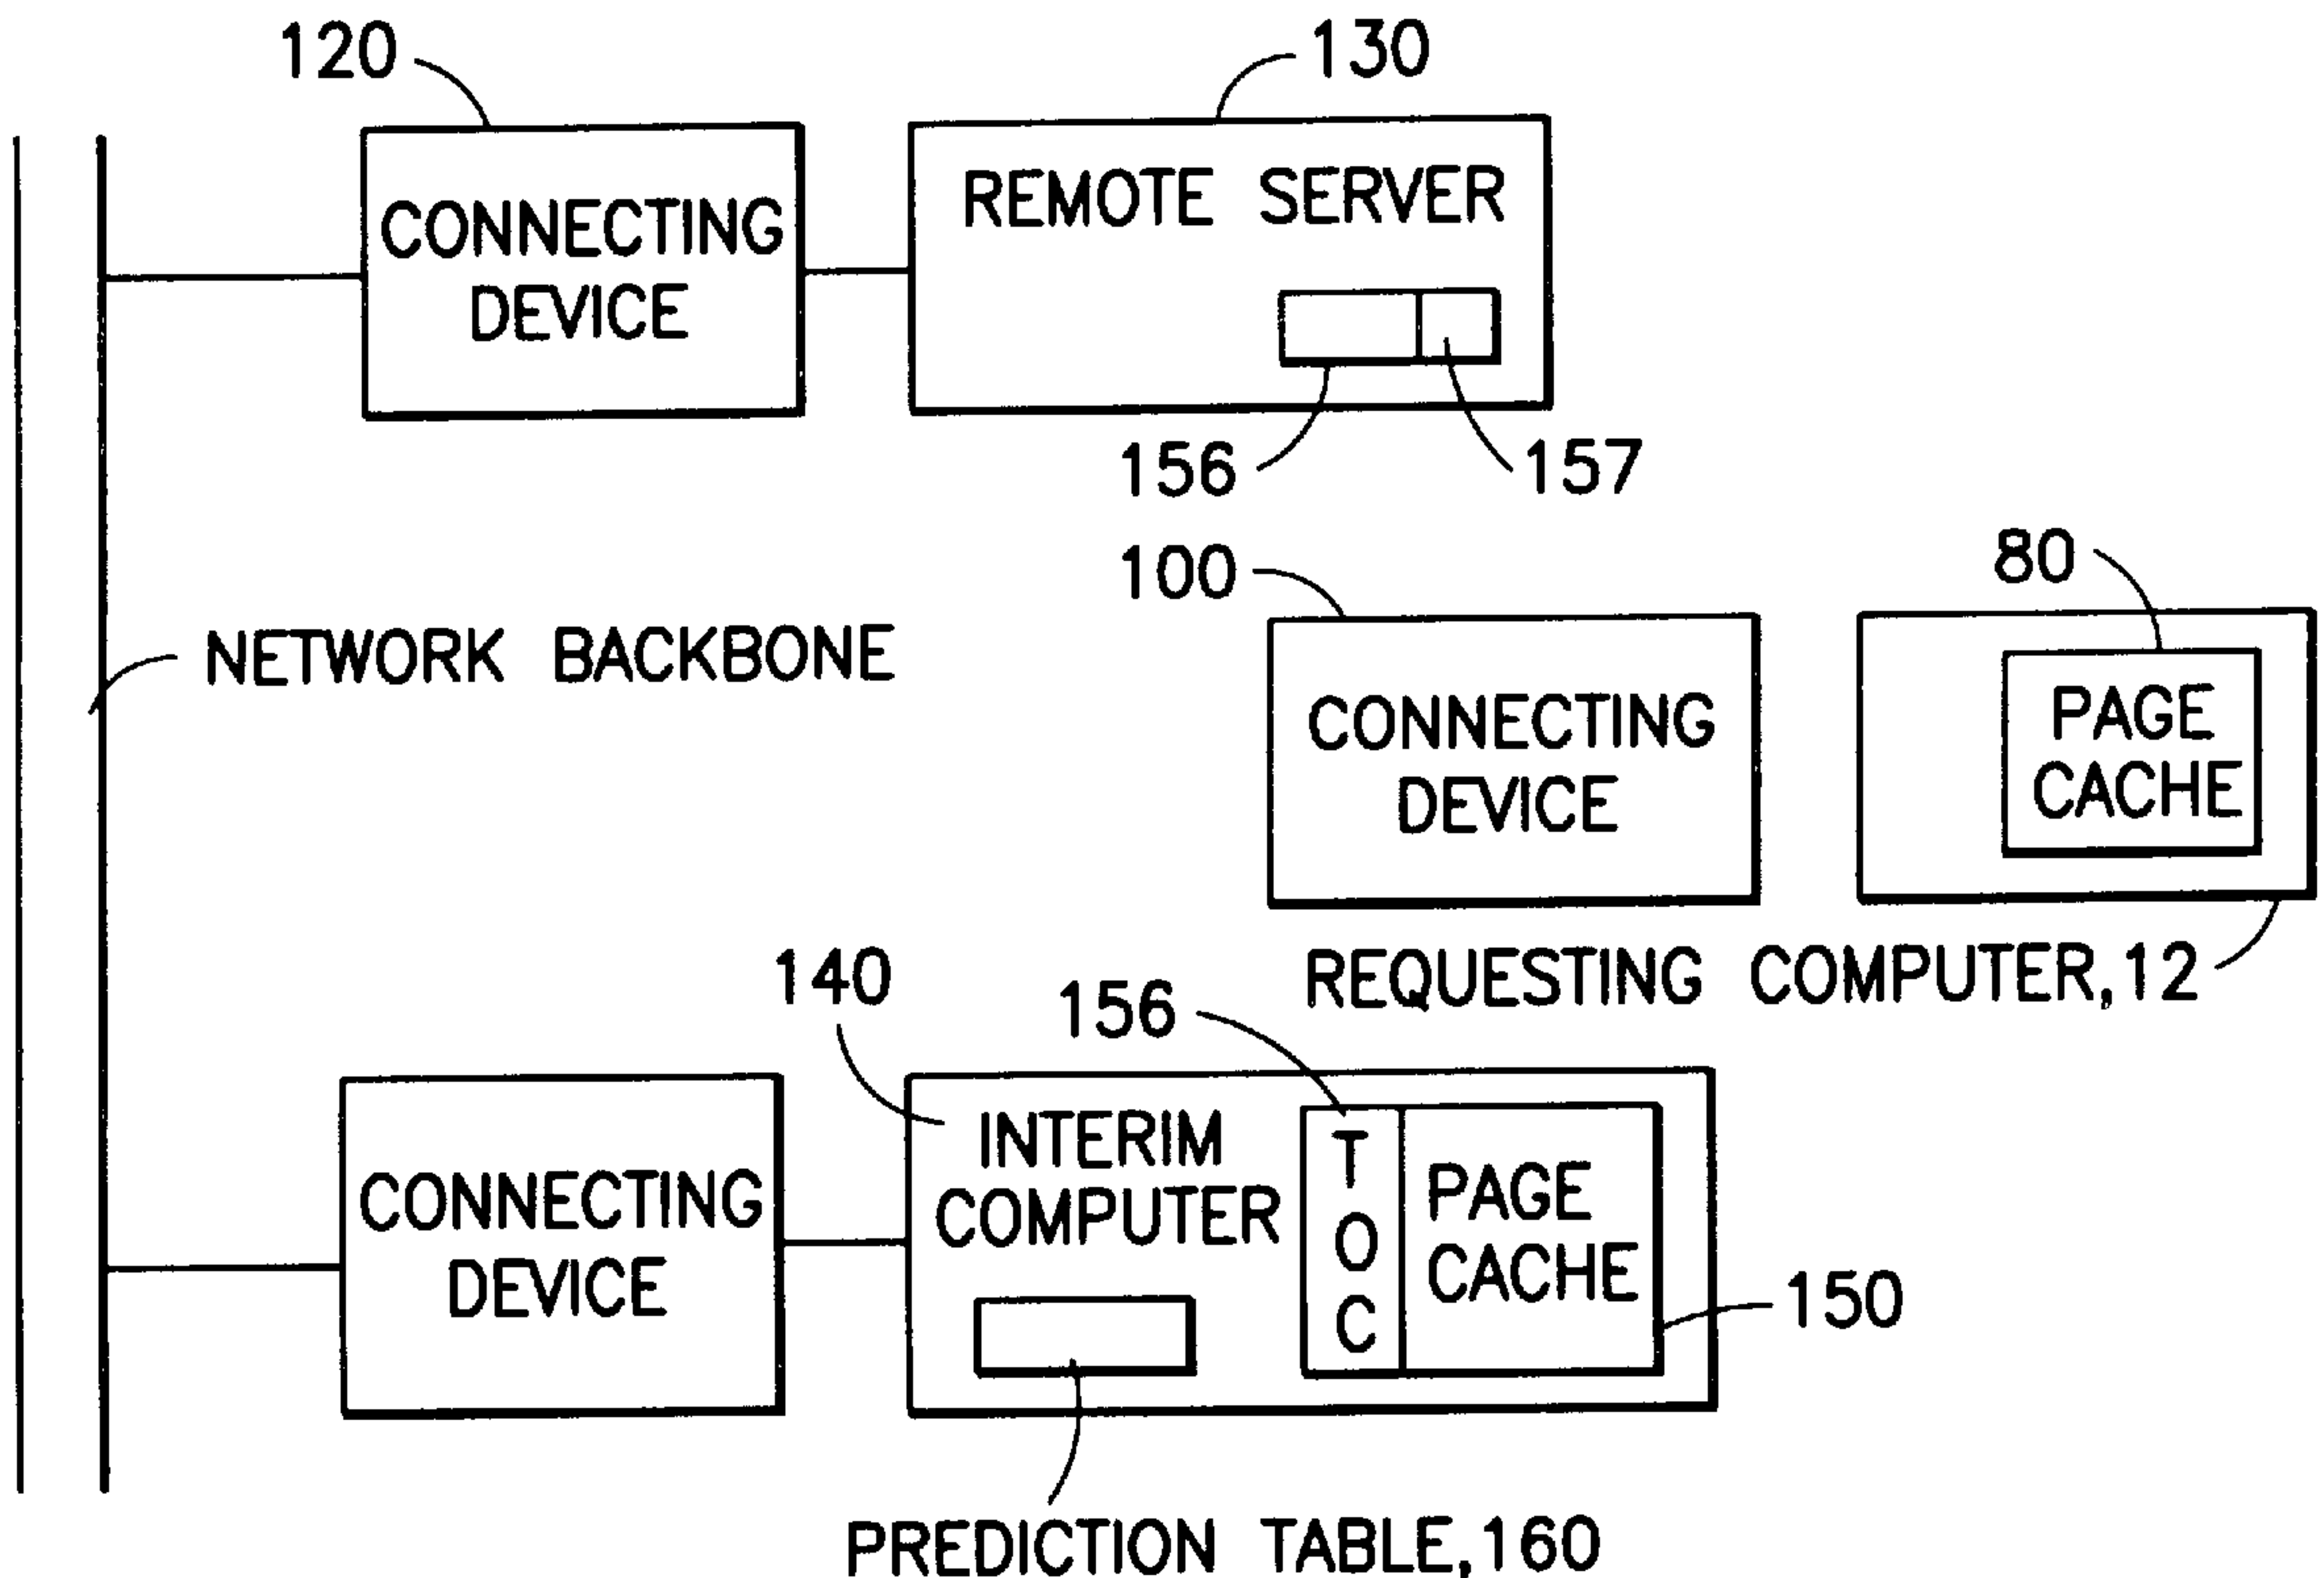 120
130
CONNECTING
DEVICE
REMOTE SERVER
156
157
100
80
NETWORK BACKBONE
CONNECTING
DEVICE
PAGE
CACHE
REQUESTING COMPUTER, 12
140
156
CONNECTING
DEVICE
INTERIM
COMPUTER
T
O
C
PAGE
CACHE
150
PREDICTION TABLE, 160